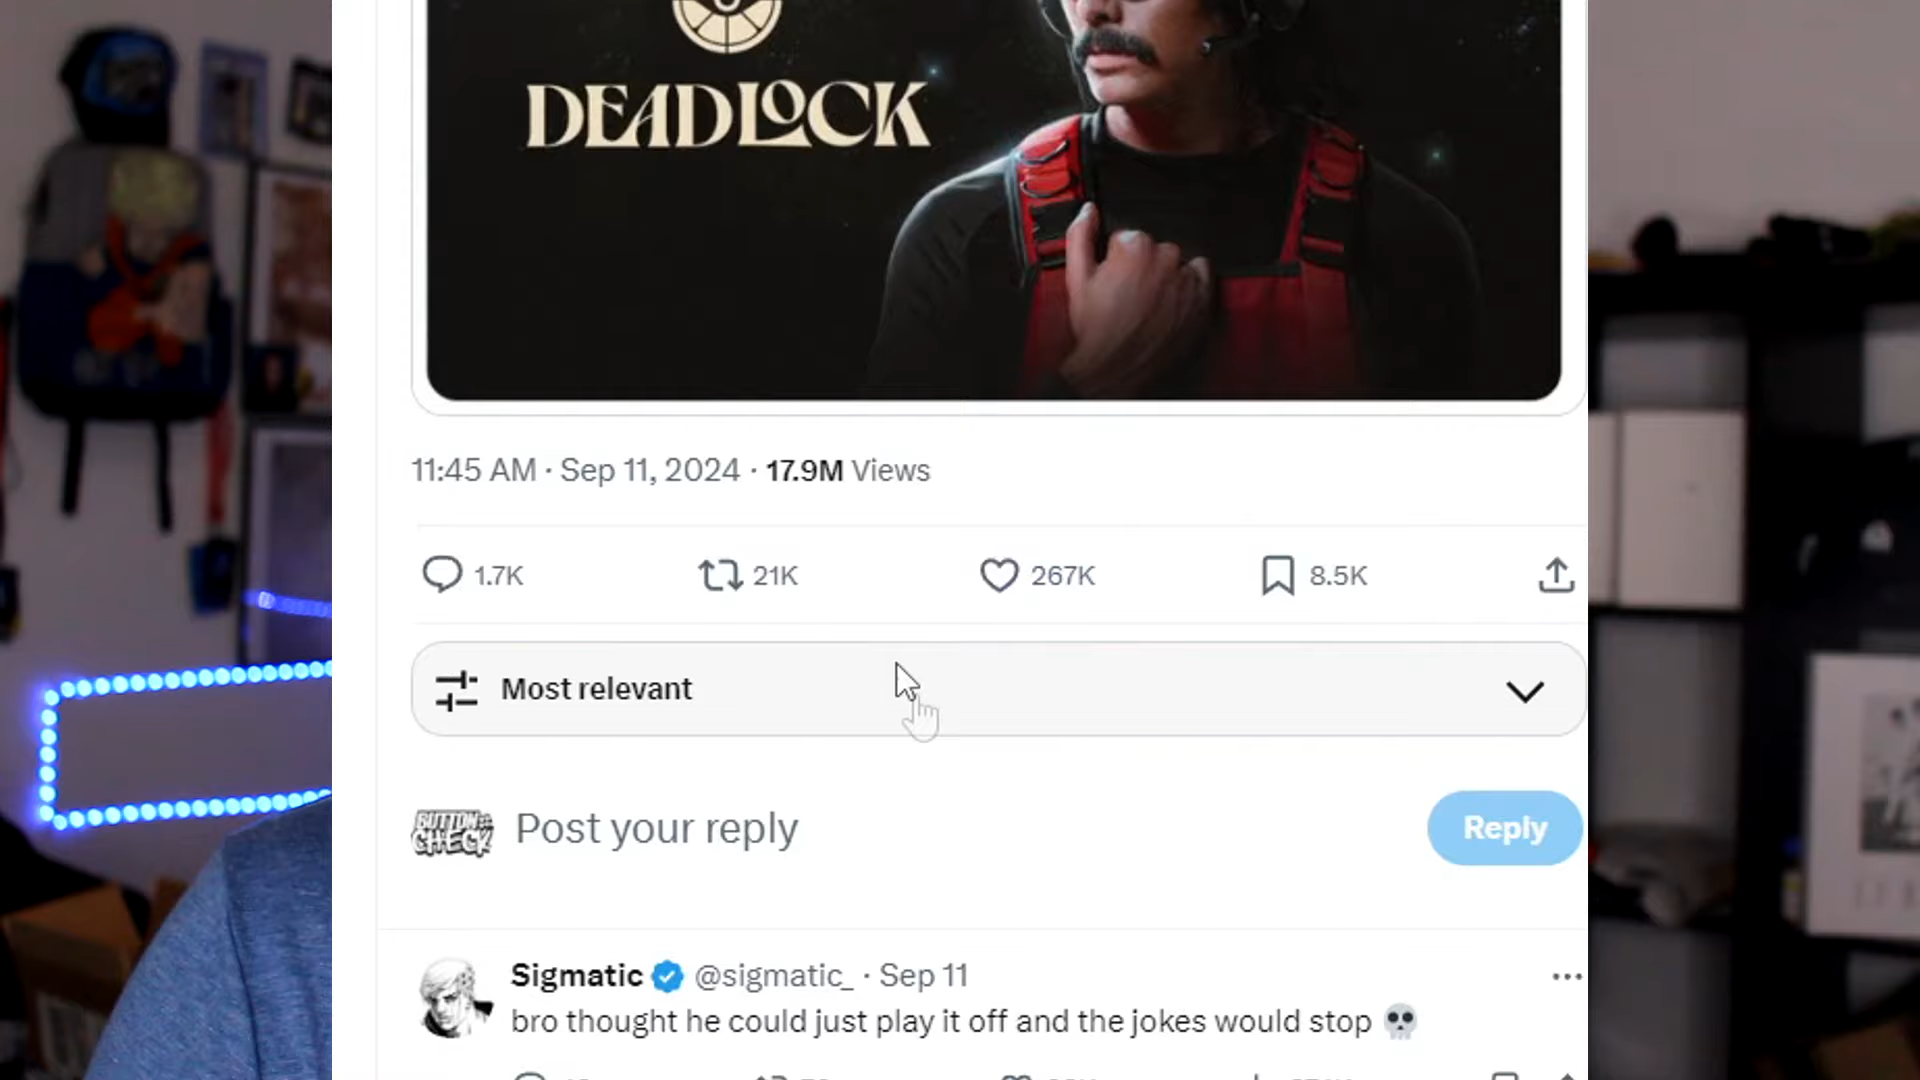 DEADLOCK
11:45 AM · Sep 11, 2024 · 17.9M Views
1.7K 21K 267K 8.5K
Most relevant
BUTTON CHECK
Post your reply
Reply
Sigmatic @sigmatic_ · Sep 11
bro thought he could just play it off and the jokes would stop 💀